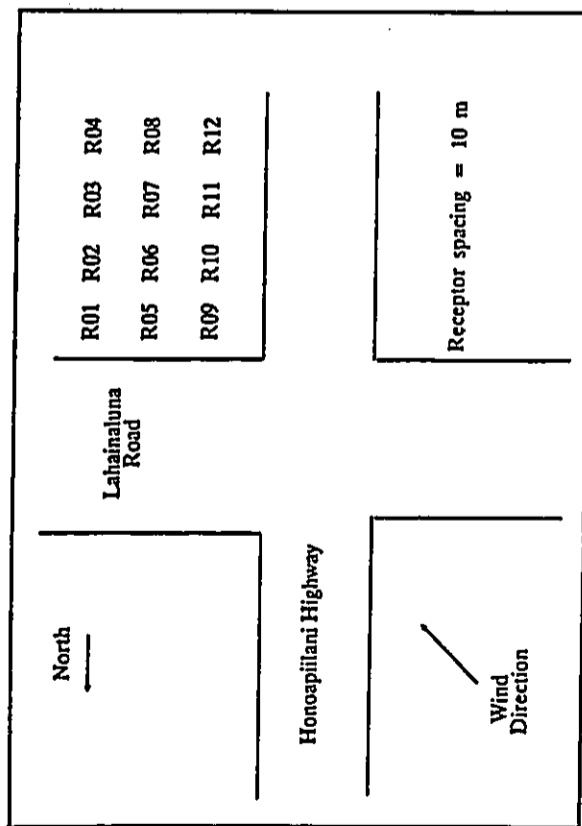 North
Lahainaluna
Road
R01 R02 R03 R04
R05 R06 R07 R08
R09 R10 R11 R12
Honoapiilani Highway
Wind
Direction
Receptor spacing = 10 m